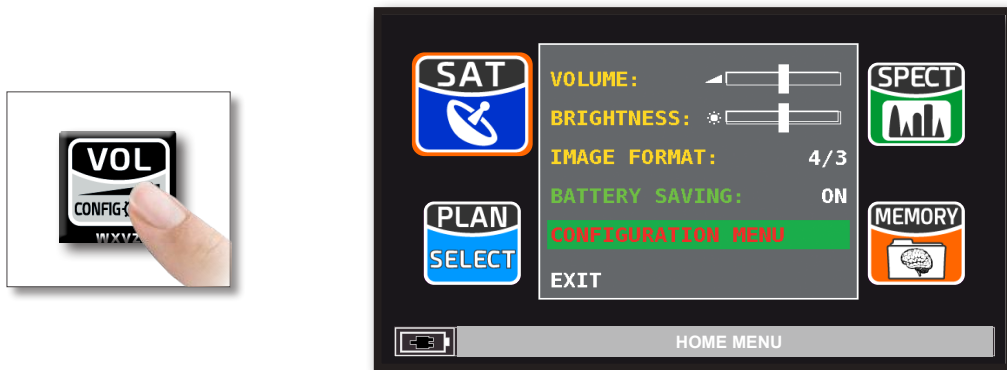 VOL
CONFIG
WXYZ
SAT
VOLUME:
BRIGHTNESS:
IMAGE FORMAT: 4/3
BATTERY SAVING: ON
CONFIGURATION MENU
EXIT
SPECT
PLAN
SELECT
MEMORY
HOME MENU